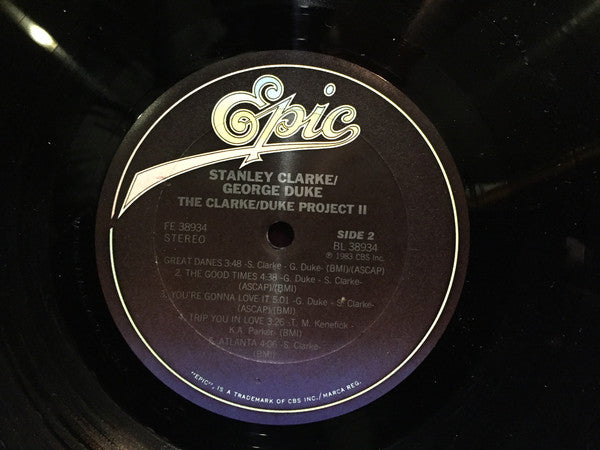 Epic
STANLEY CLARKE/
GEORGE DUKE
THE CLARKE/DUKE PROJECT II
FE 38934
STEREO
SIDE 2
BL 38934
℗ 1983 CBS Inc.
1. GREAT DANES 3:48 -S. Clarke - G. Duke- (BMI)/(ASCAP)
2. THE GOOD TIMES 4:38 -G. Duke - S. Clarke-
(ASCAP)/(BMI)
3. YOU'RE GONNA LOVE IT 5:01 -G. Duke - S. Clarke-
(ASCAP)/(BMI)
4. TRIP YOU IN LOVE 3:26 -T. M. Kenefick -
K.A. Parker- (BMI)
5. ATLANTA 4:06 -S. Clarke-
(BMI)
"EPIC", IS A TRADEMARK OF CBS INC./MARCA REG.